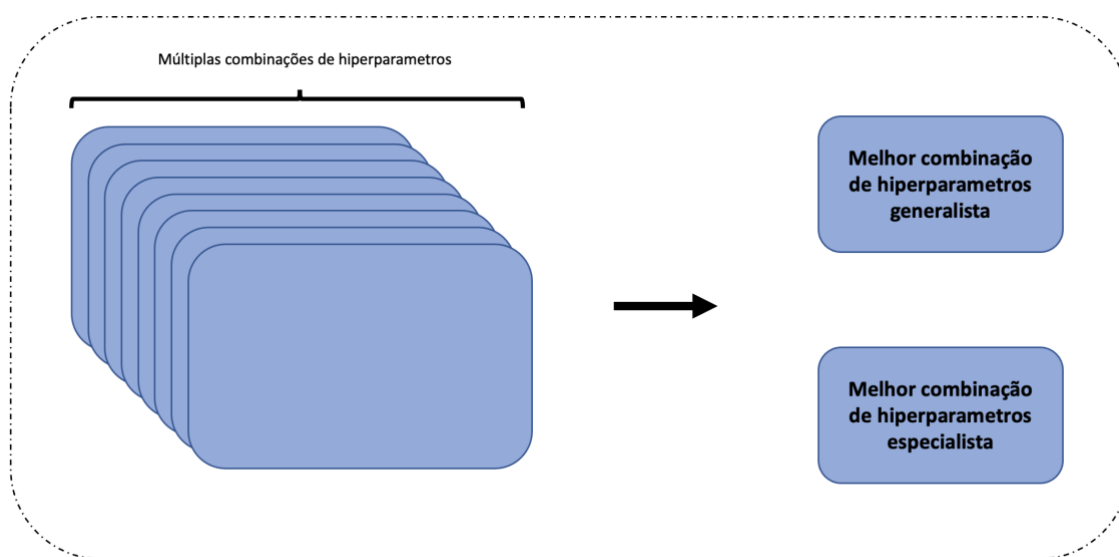 Múltiplas combinações de hiperparametros
Melhor combinação
de hiperparametros
generalista
Melhor combinação
de hiperparametros
especialista